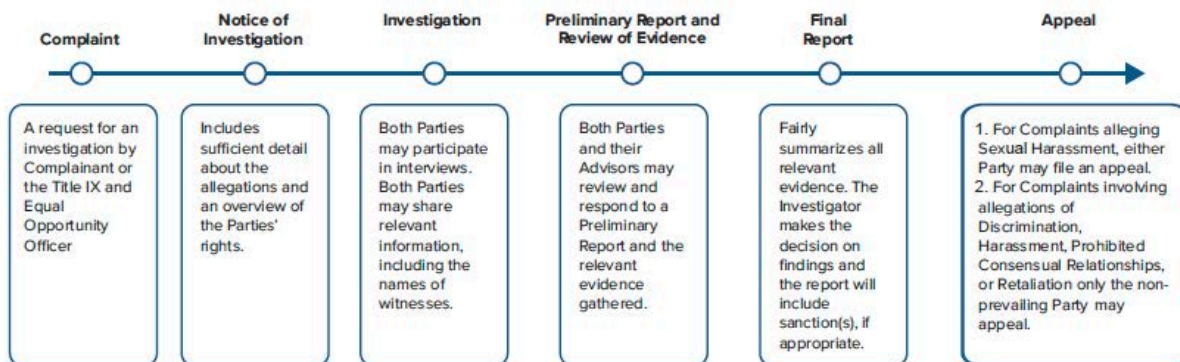 Complaint
Notice of
Investigation
Investigation
Preliminary Report and
Review of Evidence
Final
Report
Appeal
A request for an
investigation by
Complainant or
the Title IX and
Equal
Opportunity
Officer
Includes
sufficient detail
about the
allegations and
an overview of
the Parties'
rights.
Both Parties
may participate
in interviews.
Both Parties
may share
relevant
information,
including the
names of
witnesses.
Both Parties
and their
Advisors may
review and
respond to a
Preliminary
Report and the
relevant
evidence
gathered.
Fairly
summarizes all
relevant
evidence. The
Investigator
makes the
decision on
findings and
the report will
include
sanction(s), if
appropriate.
1. For Complaints alleging
Sexual Harassment, either
Party may file an appeal.
2. For Complaints involving
allegations of
Discrimination,
Harassment, Prohibited
Consensual Relationships,
or Retaliation only the non-
prevailing Party may
appeal.